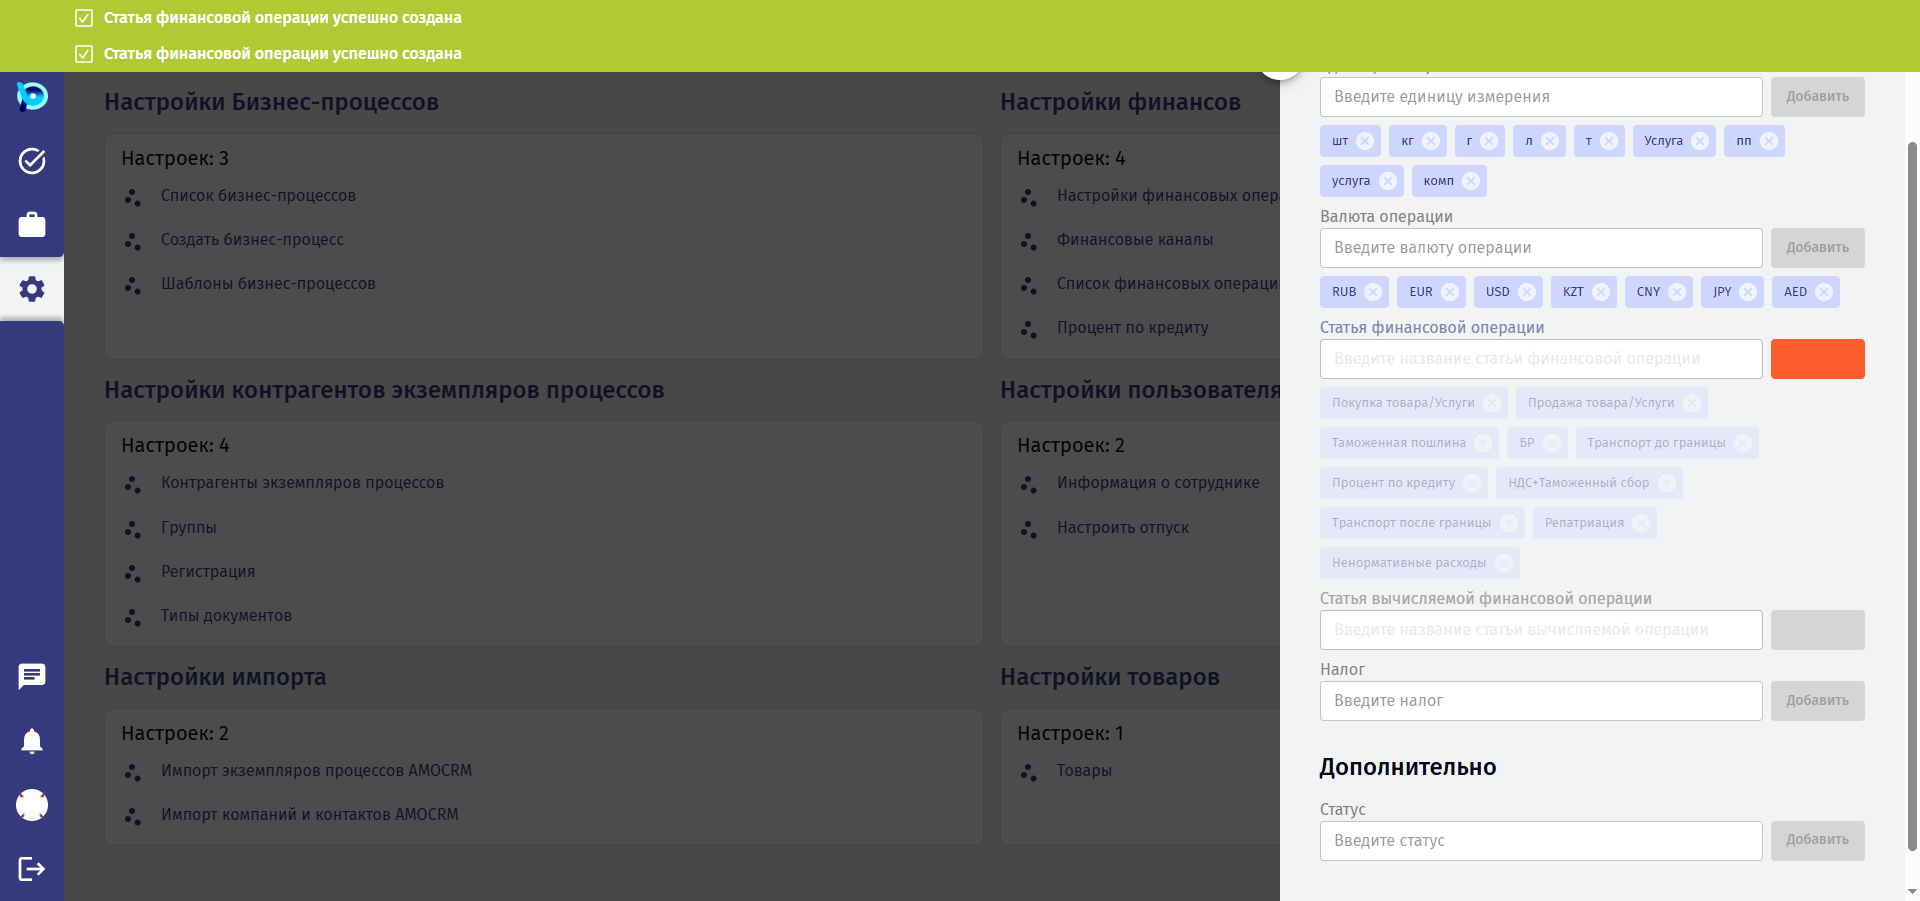 Статья финансовой операции успешно создана
Статья финансовой операции успешно создана
Настройки Бизнес-процессов
Настроек: 3
Список бизнес-процессов
Создать бизнес-процесс
Шаблоны бизнес-процессов
Настройки финансов
Настроек: 4
Настройки финансовых опер
Финансовые каналы
Список финансовых операци
Процент по кредиту
Настройки контрагентов экземпляров процессов
Настроек: 4
Контрагенты экземпляров процессов
Группы
Регистрация
Типы документов
Настройки пользователя
Настроек: 2
Информация о сотруднике
Настроить отпуск
Настройки импорта
Настроек: 2
Импорт экземпляров процессов AMOCRM
Импорт компаний и контактов AMOCRM
Настройки товаров
Настроек: 1
Товары
Введите единицу измерения Добавить
шт кг г л т Услуга пп
услуга комп
Валюта операции
Введите валюту операции Добавить
RUB EUR USD KZT CNY JPY AED
Статья финансовой операции
Введите название статьи финансовой операции
Покупка товара/Услуги Продажа товара/Услуги
Таможенная пошлина БР Транспорт до границы
Процент по кредиту НДС+Таможенный сбор
Транспорт после границы Репатриация
Ненормативные расходы
Статья вычисляемой финансовой операции
Введите название статьи вычисляемой операции
Налог
Введите налог Добавить
Дополнительно
Статус
Введите статус Добавить